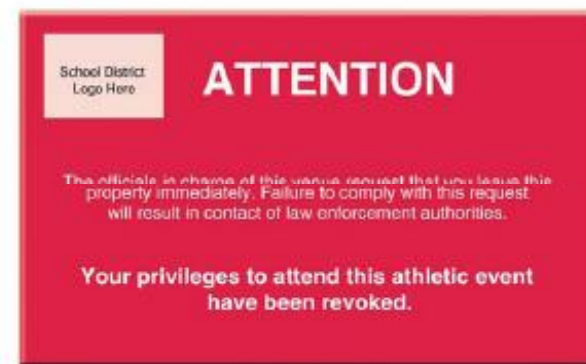 School District
Logo Here
ATTENTION
The officials in charge of this venue request that you leave this
property immediately. Failure to comply with this request
will result in contact of law enforcement authorities.
Your privileges to attend this athletic event
have been revoked.